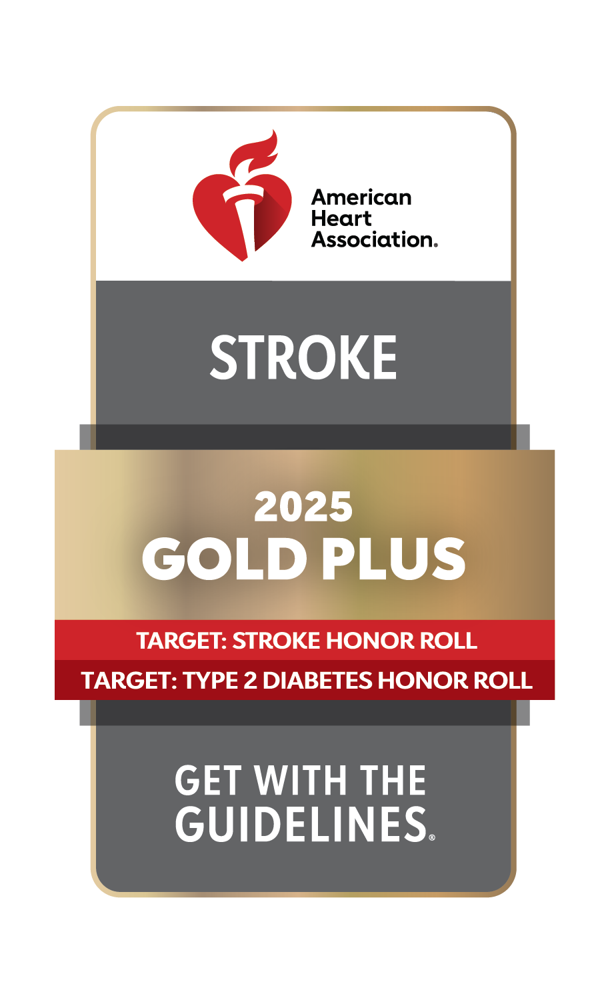 American
Heart
Association®
STROKE
2025
GOLD PLUS
TARGET: STROKE HONOR ROLL
TARGET: TYPE 2 DIABETES HONOR ROLL
GET WITH THE
GUIDELINES®